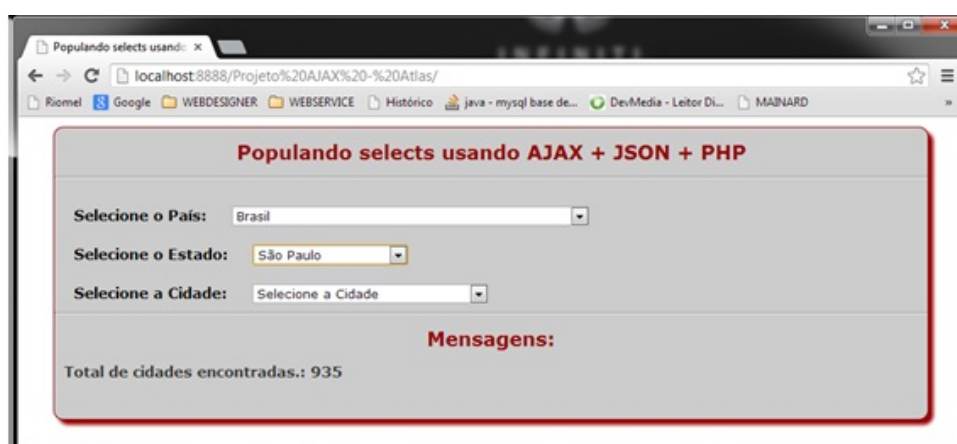 Populando selects usando
localhost:8888/Projeto%20AJAX%20-%20Atlas/
Riomel Google WEBDESIGNER WEBSERVICE Histórico java - mysql base de... DevMedia - Leitor Di... MAINARD
Populando selects usando AJAX + JSON + PHP
Selecione o País: Brasil
Selecione o Estado: São Paulo
Selecione a Cidade: Selecione a Cidade
Mensagens:
Total de cidades encontradas.: 935